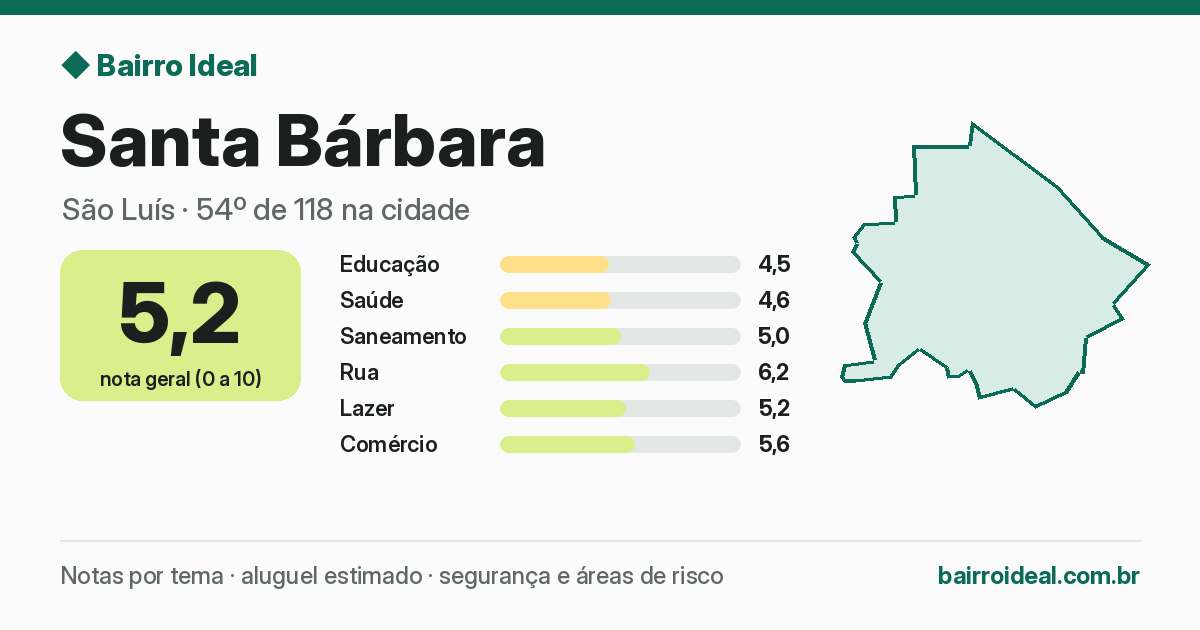 Bairro Ideal
Santa Bárbara
São Luís · 54º de 118 na cidade
5,2
nota geral (0 a 10)
Educação 4,5
Saúde 4,6
Saneamento 5,0
Rua 6,2
Lazer 5,2
Comércio 5,6
Notas por tema · aluguel estimado · segurança e áreas de risco
bairroideal.com.br